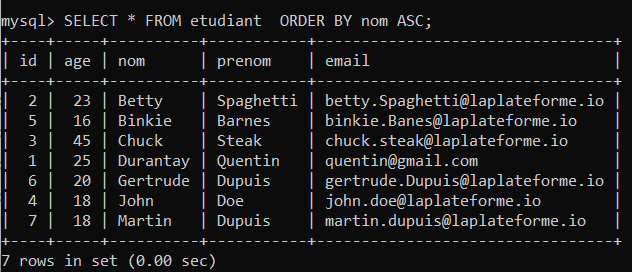 mysql> SELECT * FROM etudiant  ORDER BY nom ASC;
+----+-----+----------+-----------+---------------------------------+
| id | age | nom      | prenom    | email                           |
+----+-----+----------+-----------+---------------------------------+
|  2 |  23 | Betty    | Spaghetti | betty.Spaghetti@laplateforme.io |
|  5 |  16 | Binkie   | Barnes    | binkie.Banes@laplateforme.io    |
|  3 |  45 | Chuck    | Steak     | chuck.steak@laplateforme.io     |
|  1 |  25 | Durantay | Quentin   | quentin@gmail.com               |
|  6 |  20 | Gertrude | Dupuis    | gertrude.Dupuis@laplateforme.io |
|  4 |  18 | John     | Doe       | john.doe@laplateforme.io        |
|  7 |  18 | Martin   | Dupuis    | martin.dupuis@laplateforme.io   |
+----+-----+----------+-----------+---------------------------------+
7 rows in set (0.00 sec)